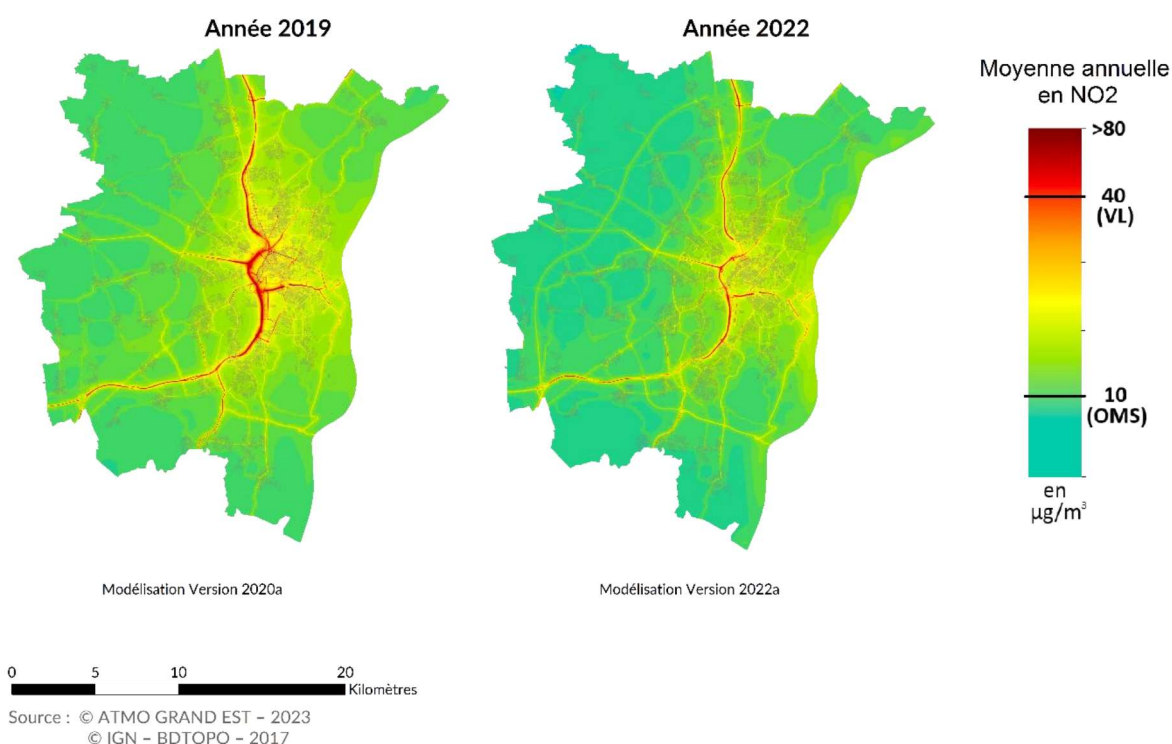 Année 2019
Année 2022
Moyenne annuelle
en NO2
>80
40
(VL)
10
(OMS)
en
µg/m³
Modélisation Version 2020a
Modélisation Version 2022a
0 5 10 20
Kilomètres
Source : © ATMO GRAND EST – 2023
© IGN – BDTOPO – 2017